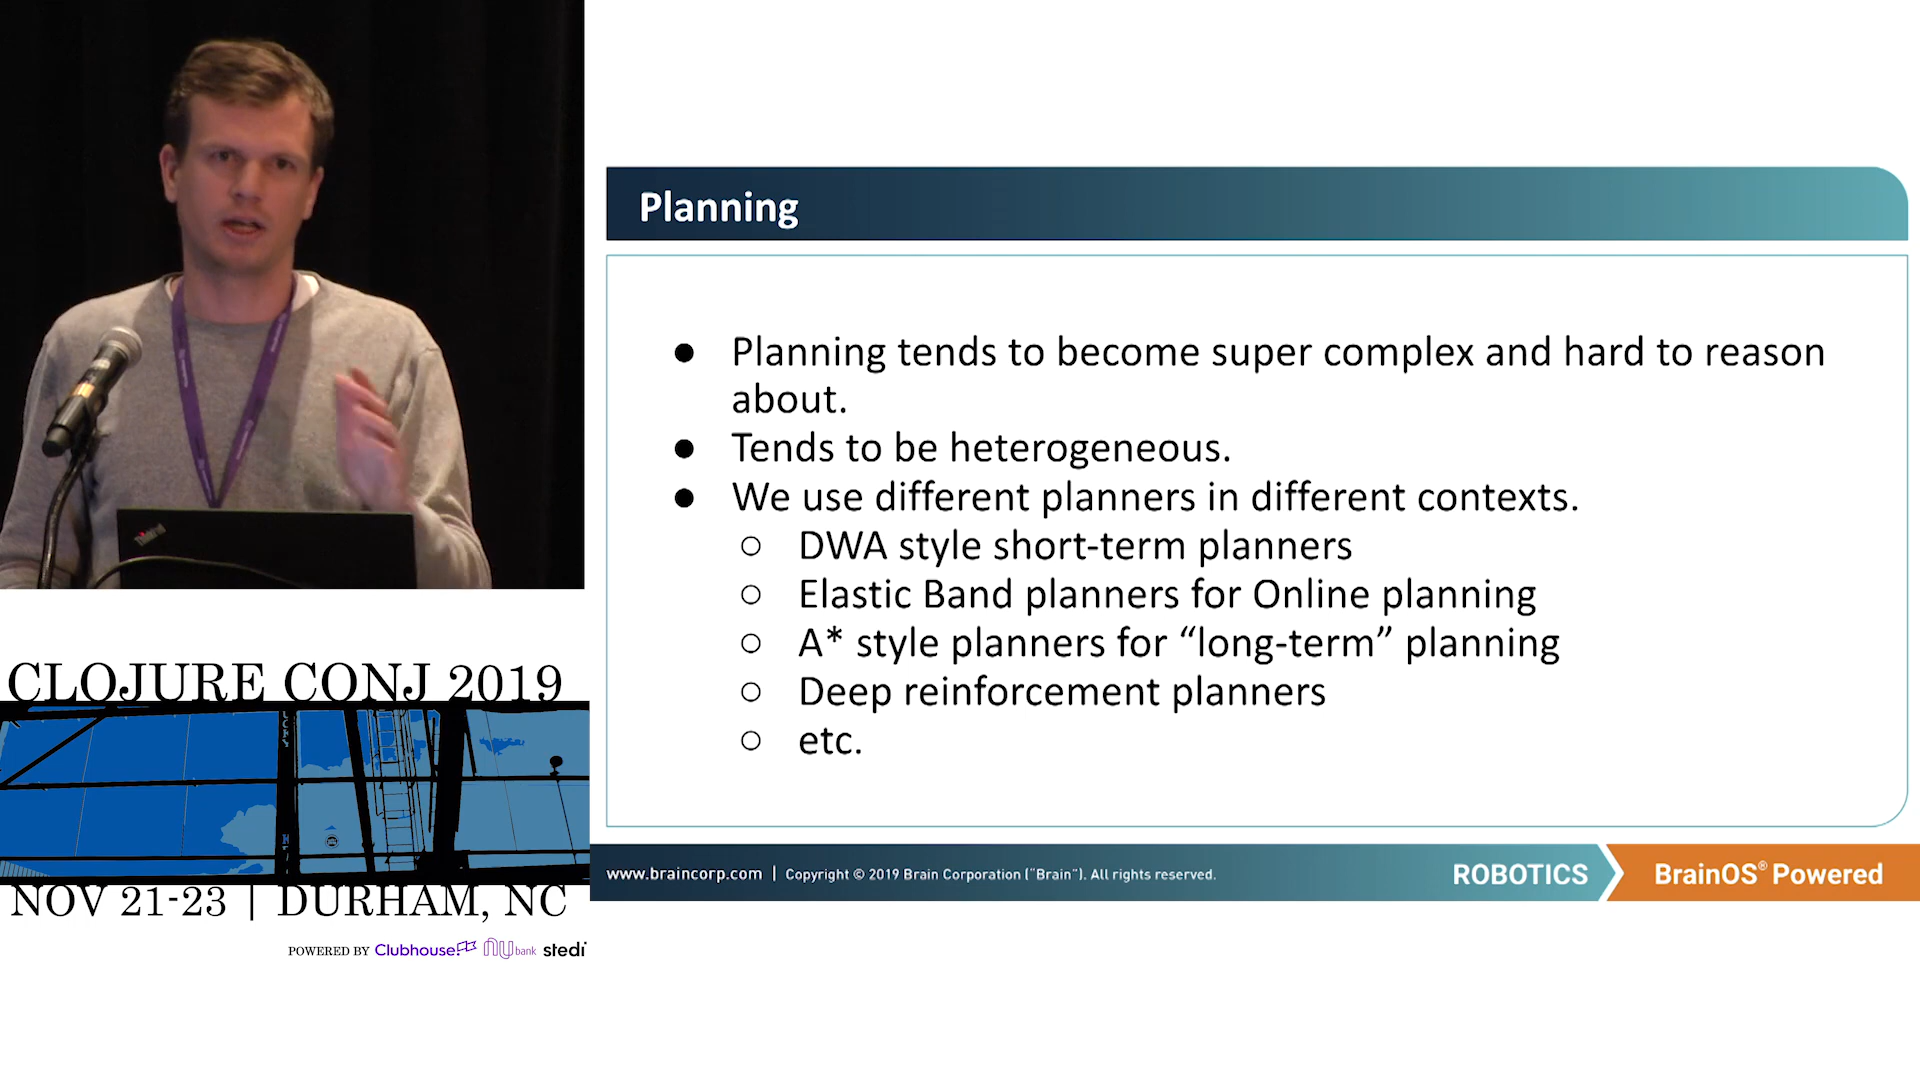 Planning
● Planning tends to become super complex and hard to reason
about.
● Tends to be heterogeneous.
● We use different planners in different contexts.
○ DWA style short-term planners
○ Elastic Band planners for Online planning
○ A* style planners for “long-term” planning
○ Deep reinforcement planners
○ etc.
www.braincorp.com | Copyright © 2019 Brain Corporation ("Brain"). All rights reserved.
ROBOTICS
BrainOS® Powered
ThinkPad
CLOJURE CONJ 2019
NOV 21-23 | DURHAM, NC
POWERED BY Clubhouse nu bank stedi